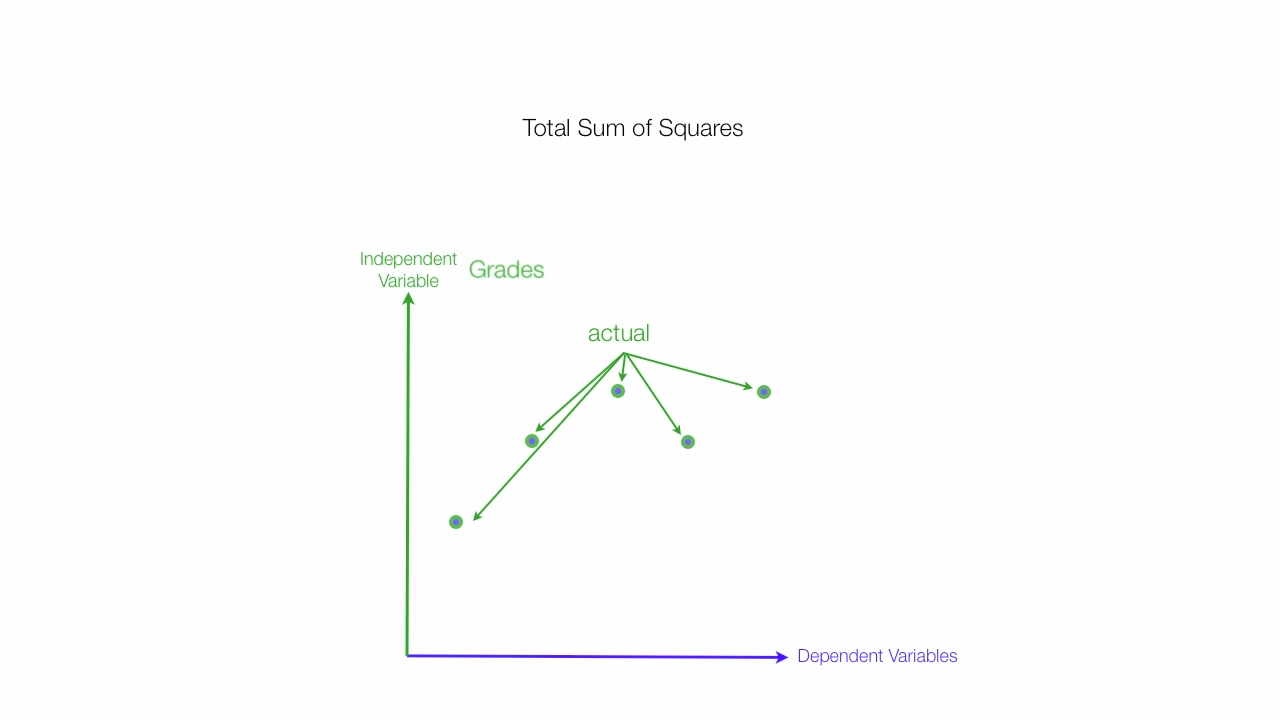 Total Sum of Squares
Independent
Variable
Grades
actual
Dependent Variables